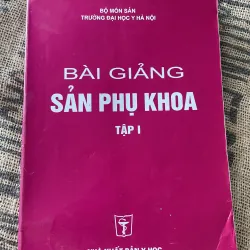 BỘ MÔN SẢN
TRƯỜNG ĐẠI HỌC Y HÀ NỘI
BÀI GIẢNG
SẢN PHỤ KHOA
TẬP I
NHÀ XUẤT BẢN Y HỌC